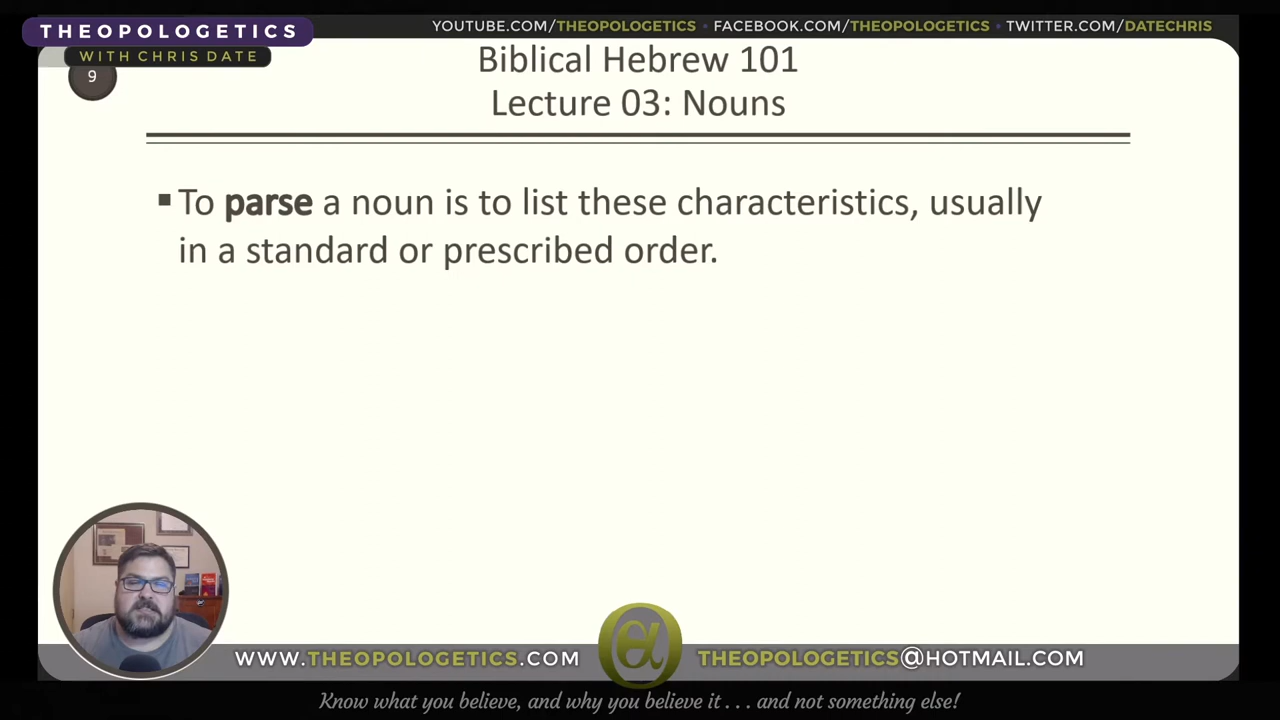 THEOPOLOGETICS
WITH CHRIS DATE
YOUTUBE.COM/THEOPOLOGETICS • FACEBOOK.COM/THEOPOLOGETICS • TWITTER.COM/DATECHRIS
9
Biblical Hebrew 101
Lecture 03: Nouns
▪ To parse a noun is to list these characteristics, usually
in a standard or prescribed order.
WWW.THEOPOLOGETICS.COM
THEOPOLOGETICS@HOTMAIL.COM
Know what you believe, and why you believe it . . . and not something else!